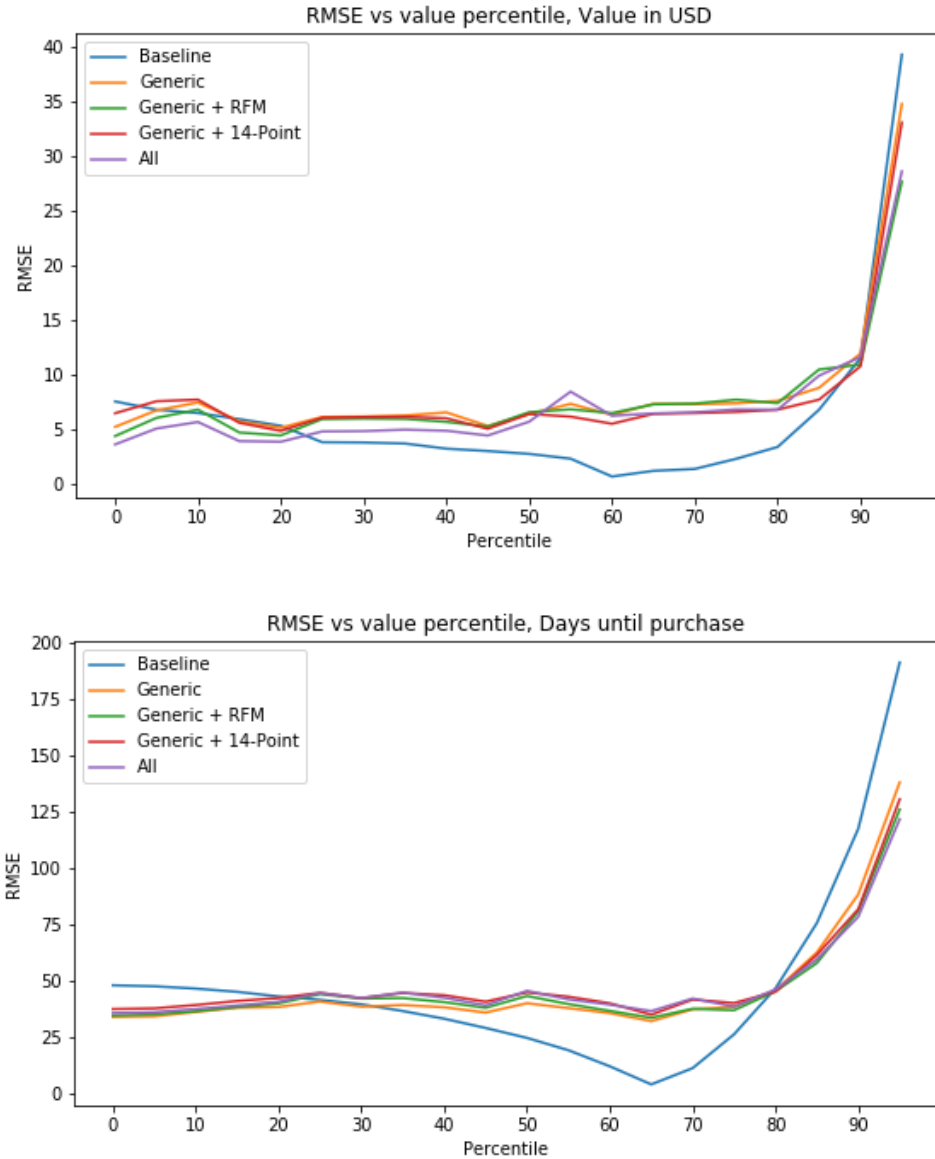 RMSE vs value percentile, Value in USD
40
35
30
25
20
15
10
5
0
RMSE
Baseline
Generic
Generic + RFM
Generic + 14-Point
All
0 10 20 30 40 50 60 70 80 90
Percentile
RMSE vs value percentile, Days until purchase
200
175
150
125
100
75
50
25
0
RMSE
Baseline
Generic
Generic + RFM
Generic + 14-Point
All
0 10 20 30 40 50 60 70 80 90
Percentile